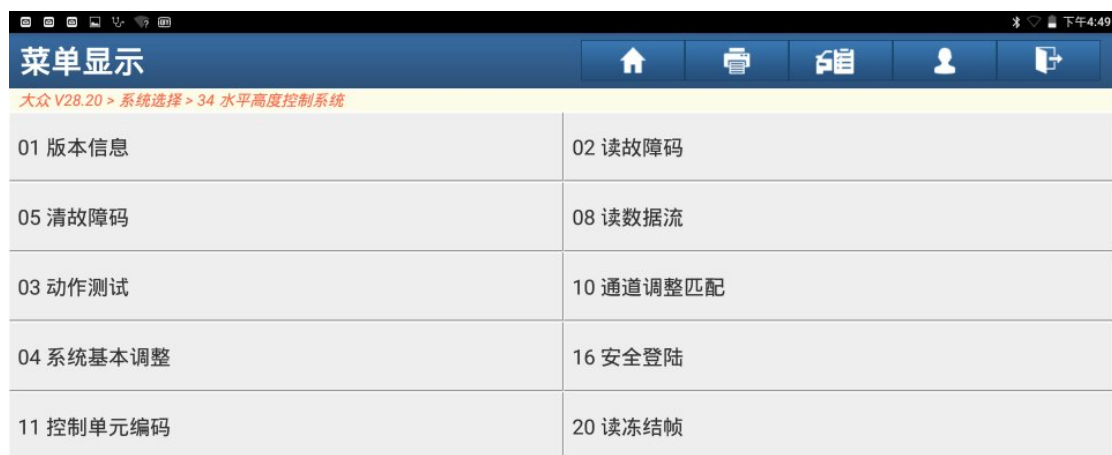 下午4:49
菜单显示
大众 V28.20 > 系统选择 > 34 水平高度控制系统
01 版本信息
02 读故障码
05 清故障码
08 读数据流
03 动作测试
10 通道调整匹配
04 系统基本调整
16 安全登陆
11 控制单元编码
20 读冻结帧